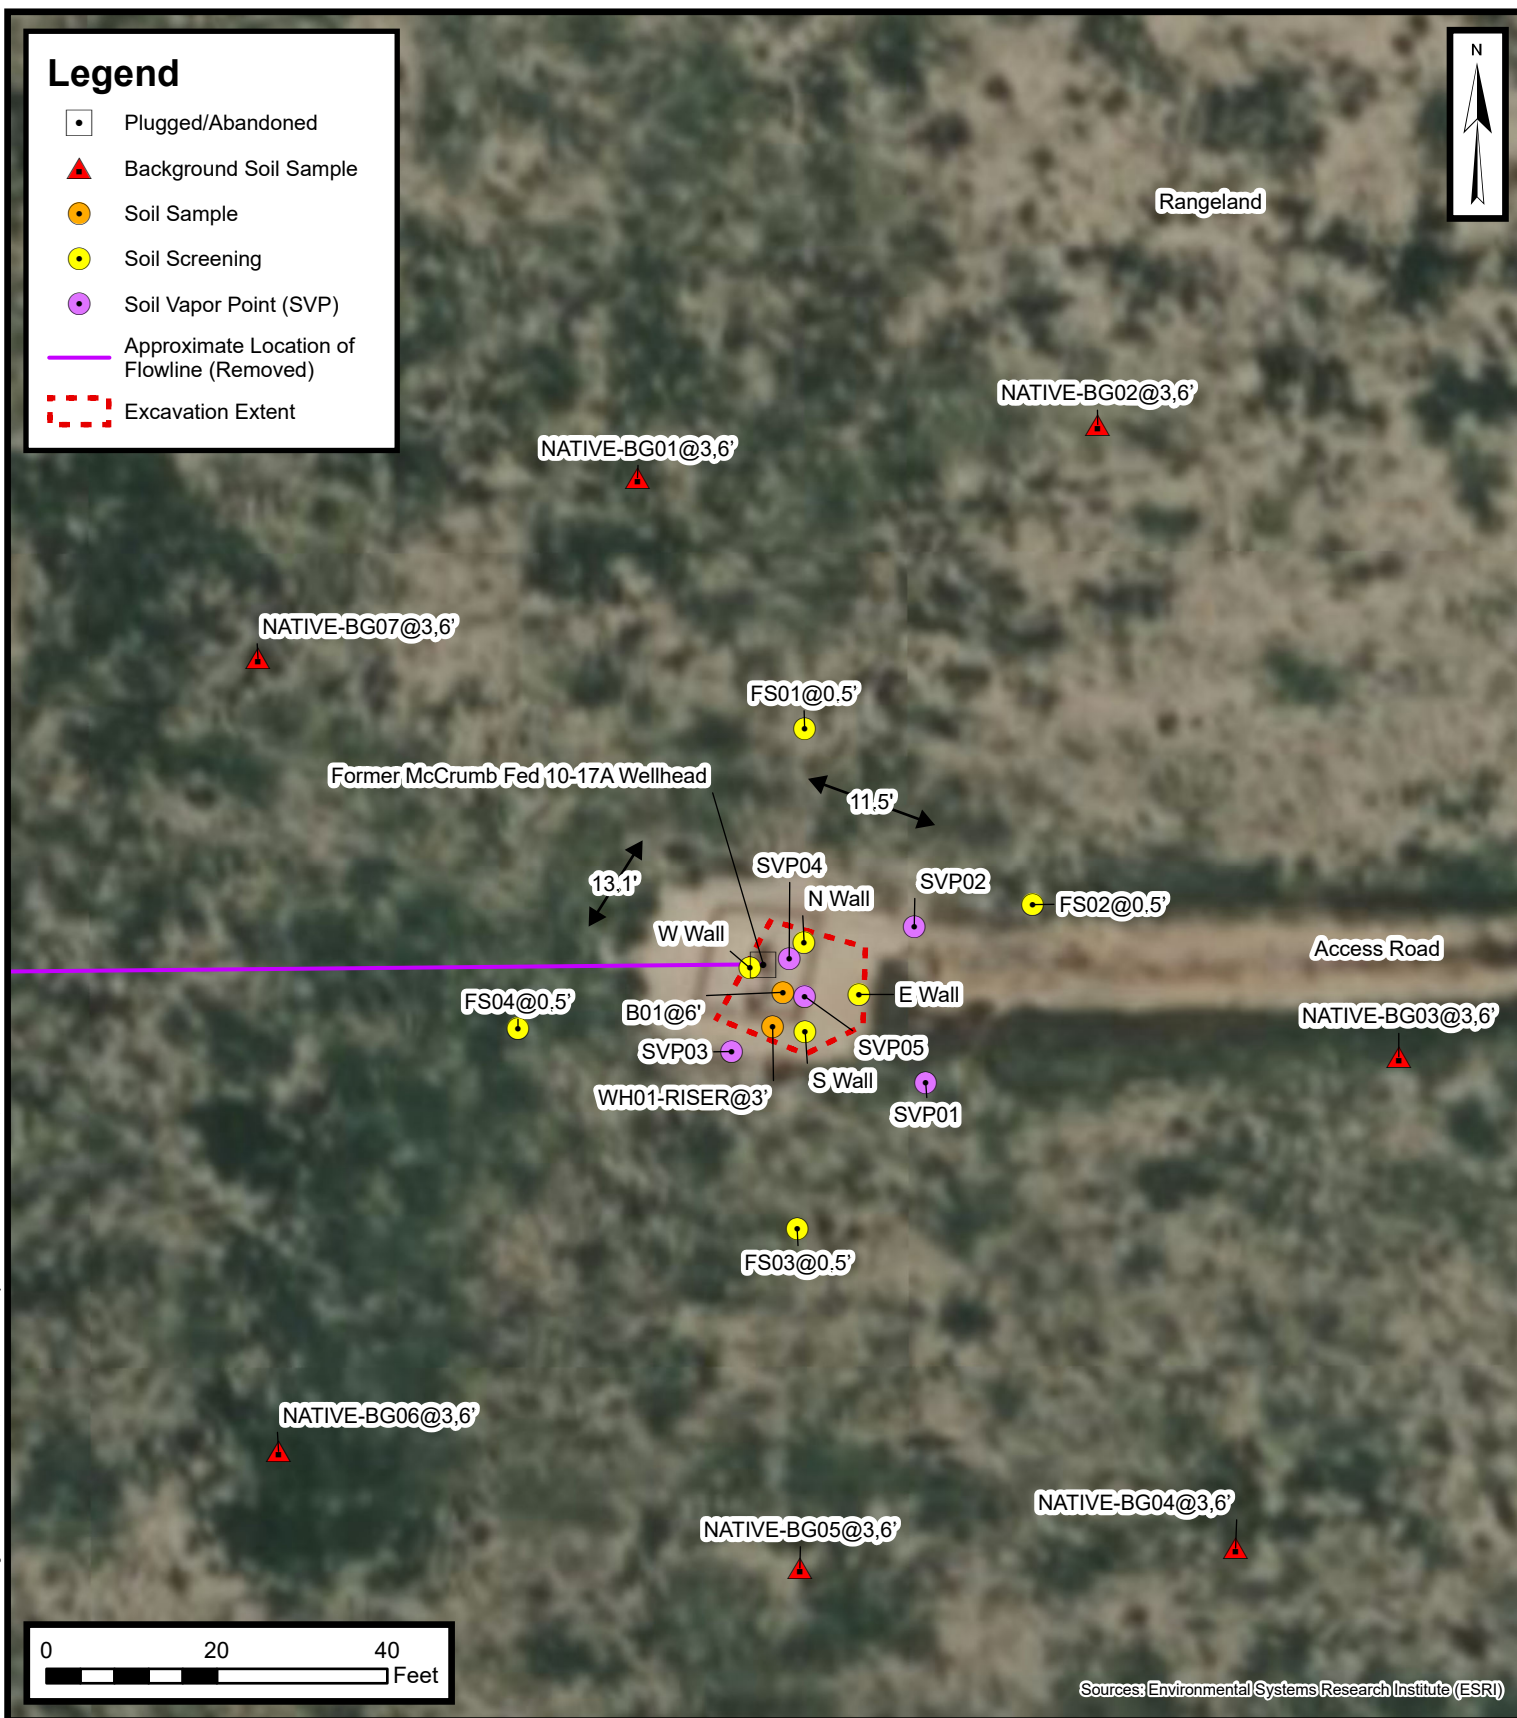 Legend
Plugged/Abandoned
Background Soil Sample
Soil Sample
Soil Screening
Soil Vapor Point (SVP)
Approximate Location of
Flowline (Removed)
Excavation Extent
N
Rangeland
NATIVE-BG02@3,6'
NATIVE-BG01@3,6'
NATIVE-BG07@3,6'
FS01@0.5'
Former McCrumb Fed 10-17A Wellhead
11.5'
13.1'
SVP04
SVP02
N Wall
FS02@0.5'
W Wall
Access Road
FS04@0.5'
B01@6'
E Wall
NATIVE-BG03@3,6'
SVP03
SVP05
S Wall
WH01-RISER@3'
SVP01
FS03@0.5'
NATIVE-BG06@3,6'
NATIVE-BG04@3,6'
NATIVE-BG05@3,6'
0 20 40
Feet
Sources: Environmental Systems Research Institute (ESRI)